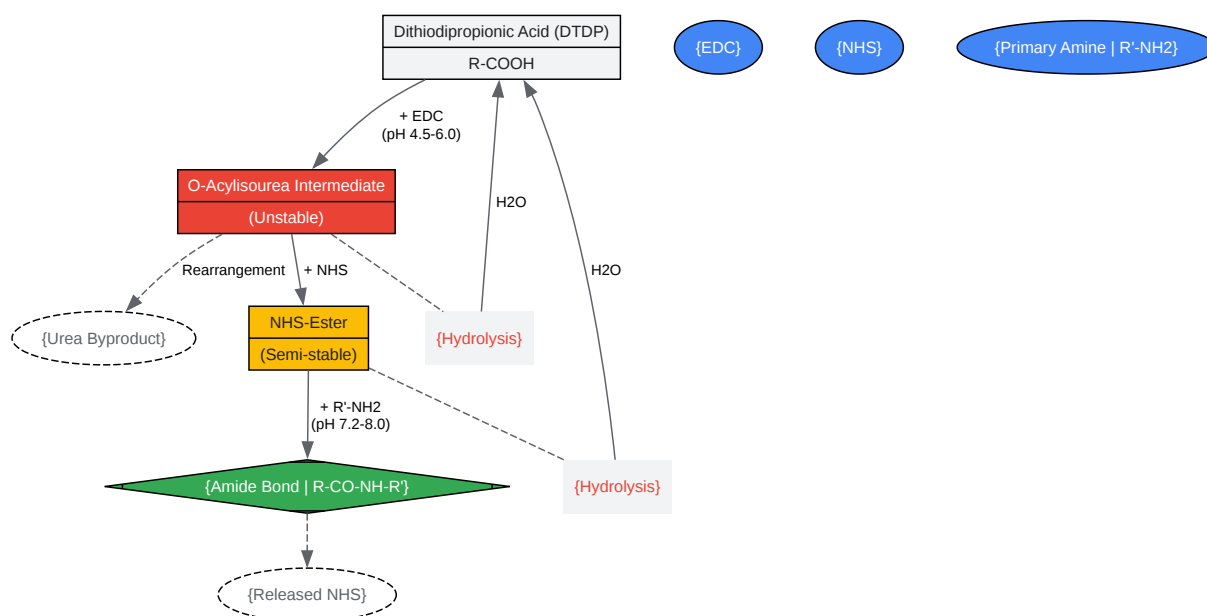 Dithiodipropionic Acid (DTDP)
R-COOH
{EDC}
{NHS}
{Primary Amine | R'-NH2}
+ EDC
(pH 4.5-6.0)
O-Acylisourea Intermediate
(Unstable)
H2O
H2O
Rearrangement
+ NHS
{Urea Byproduct}
NHS-Ester
(Semi-stable)
{Hydrolysis}
+ R'-NH2
(pH 7.2-8.0)
{Amide Bond | R-CO-NH-R'}
{Hydrolysis}
{Released NHS}